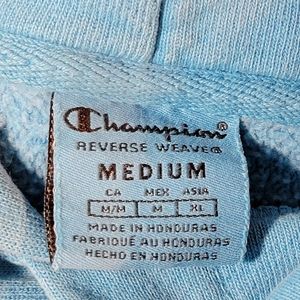 Champion®
REVERSE WEAVE®
MEDIUM
CA MEX ASIA
M/M M XL
MADE IN HONDURAS
FABRIQUÉ AU HONDURAS
HECHO EN HONDURAS